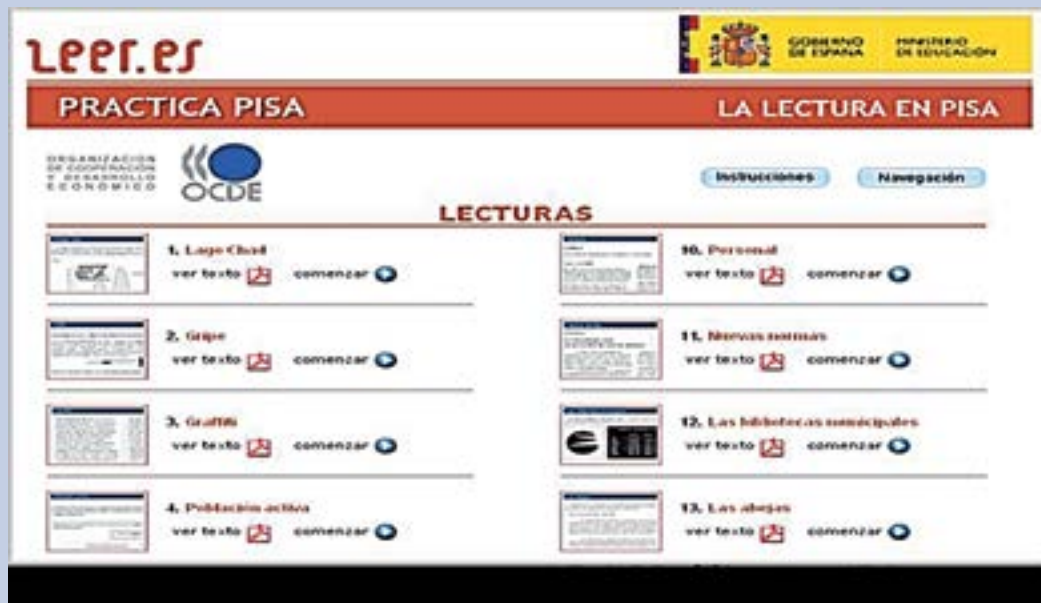 Leer.es
GOBIERNO DE ESPAÑA
MINISTERIO DE EDUCACIÓN
PRACTICA PISA
LA LECTURA EN PISA
ORGANIZACIÓN
DE COOPERACIÓN
Y DESARROLLO
ECONÓMICO
OCDE
Instrucciones
Navegación
LECTURAS
1. Lago Chad
ver texto comenzar
2. Gripe
ver texto comenzar
3. Graffiti
ver texto comenzar
4. Población activa
ver texto comenzar
10. Personal
ver texto comenzar
11. Nuevas normas
ver texto comenzar
12. Las bibliotecas municipales
ver texto comenzar
13. Las abejas
ver texto comenzar